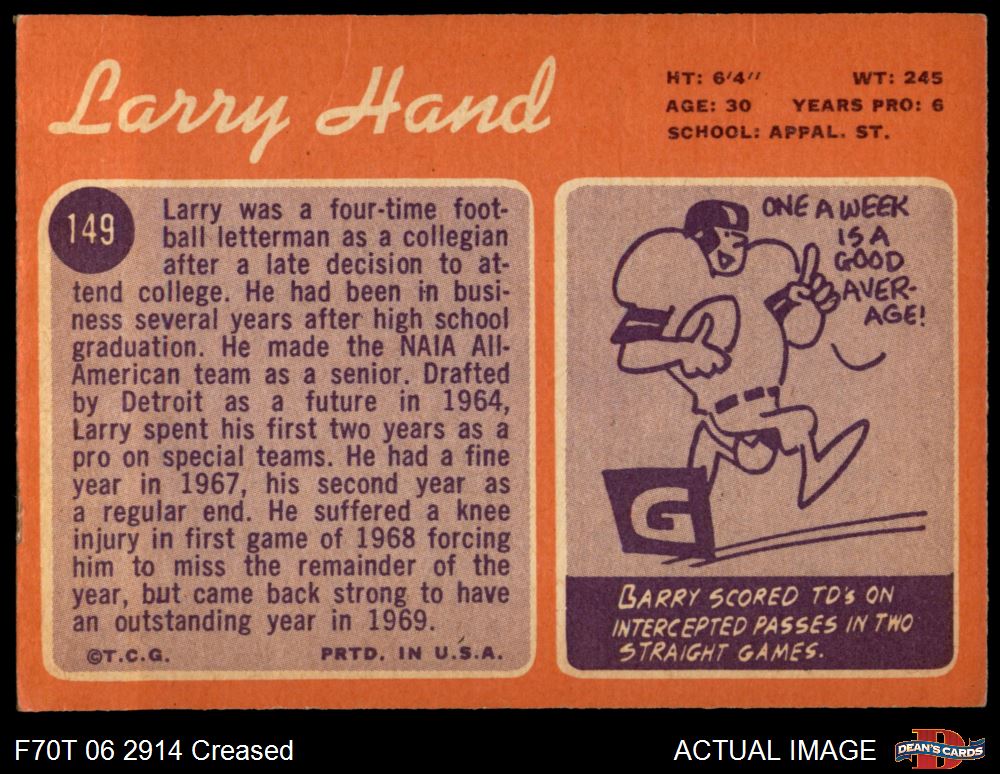 Larry Hand
HT: 6'4'' WT: 245
AGE: 30 YEARS PRO: 6
SCHOOL: APPAL. ST.
149
Larry was a four-time foot-
ball letterman as a collegian
after a late decision to at-
tend college. He had been in busi-
ness several years after high school
graduation. He made the NAIA All-
American team as a senior. Drafted
by Detroit as a future in 1964,
Larry spent his first two years as a
pro on special teams. He had a fine
year in 1967, his second year as
a regular end. He suffered a knee
injury in first game of 1968 forcing
him to miss the remainder of the
year, but came back strong to have
an outstanding year in 1969.
©T.C.G. PRTD. IN U.S.A.
ONE A WEEK
IS A
GOOD
AVER-
AGE!
G
BARRY SCORED TD's ON
INTERCEPTED PASSES IN TWO
STRAIGHT GAMES.
F70T 06 2914 Creased
ACTUAL IMAGE
D
DEAN'S CARDS